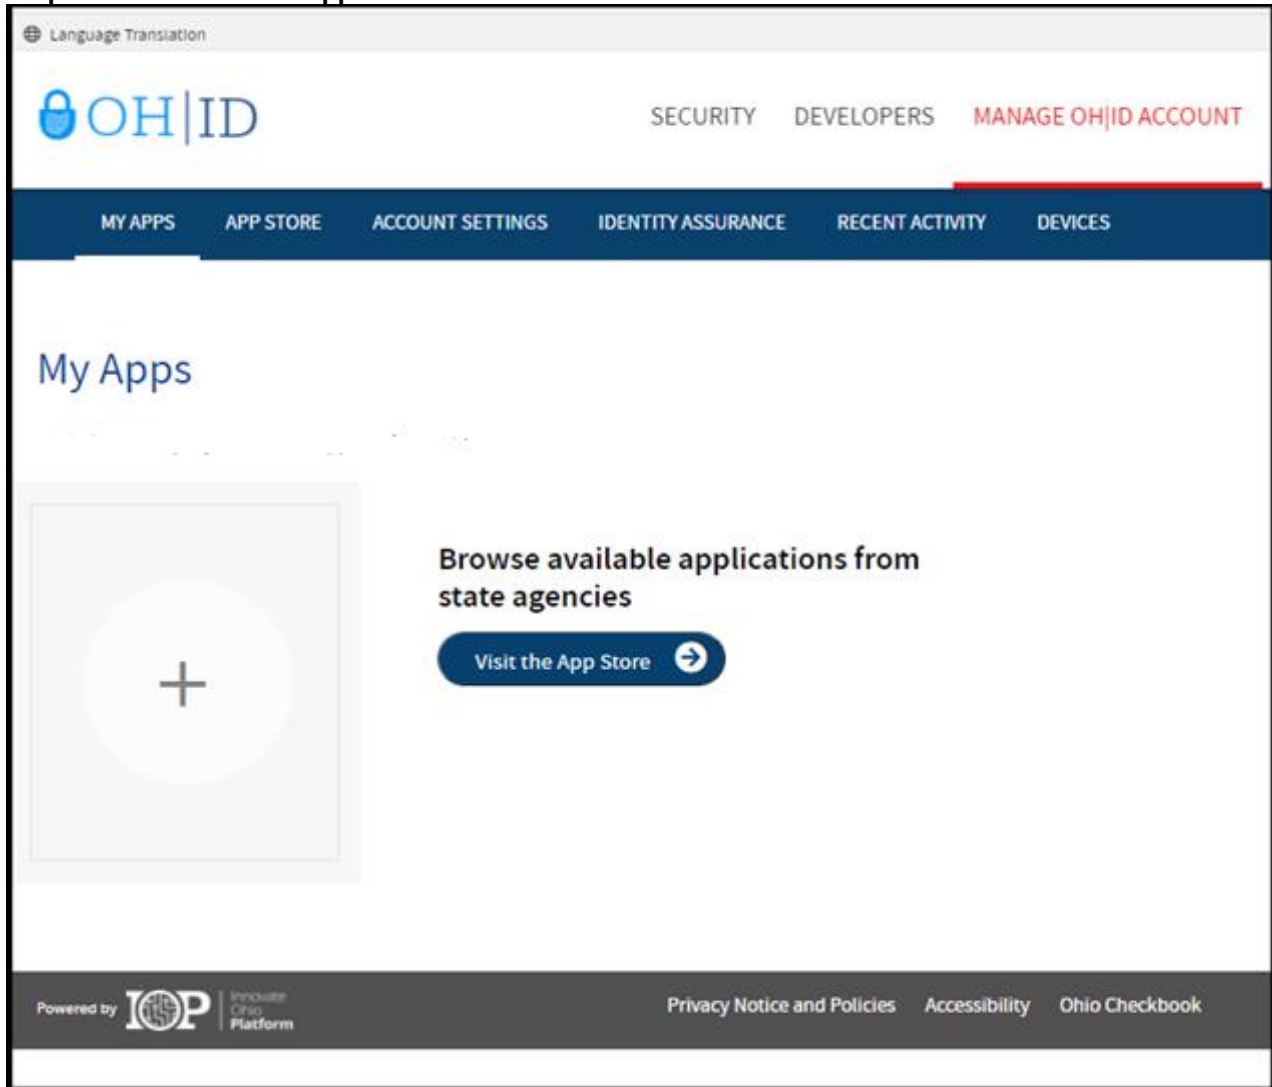 Language Translation
OH|ID
SECURITY DEVELOPERS MANAGE OH|ID ACCOUNT
MY APPS APP STORE ACCOUNT SETTINGS IDENTITY ASSURANCE RECENT ACTIVITY DEVICES
My Apps
Browse available applications from
state agencies
Visit the App Store
Powered by IOP Innovate
Ohio
Platform
Privacy Notice and Policies Accessibility Ohio Checkbook